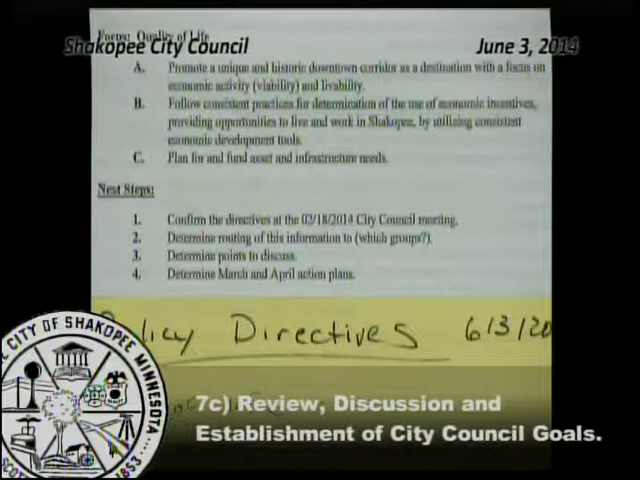 Focus: Quality of Life
Shakopee City Council
June 3, 2014
A. Promote a unique and historic downtown corridor as a destination with a focus on
economic activity (viability) and livability.
B. Follow consistent practices for determination of the use of economic incentives,
providing opportunities to live and work in Shakopee, by utilizing consistent
economic development tools.
C. Plan for and fund asset and infrastructure needs.
Next Steps:
1. Confirm the directives at the 02/18/2014 City Council meeting.
2. Determine routing of this information to (which groups?).
3. Determine points to discuss.
4. Determine March and April action plans.
Policy Directives 6/3/20
THE CITY OF SHAKOPEE MINNESOTA
SCOTT
1853
7c) Review, Discussion and
Establishment of City Council Goals.